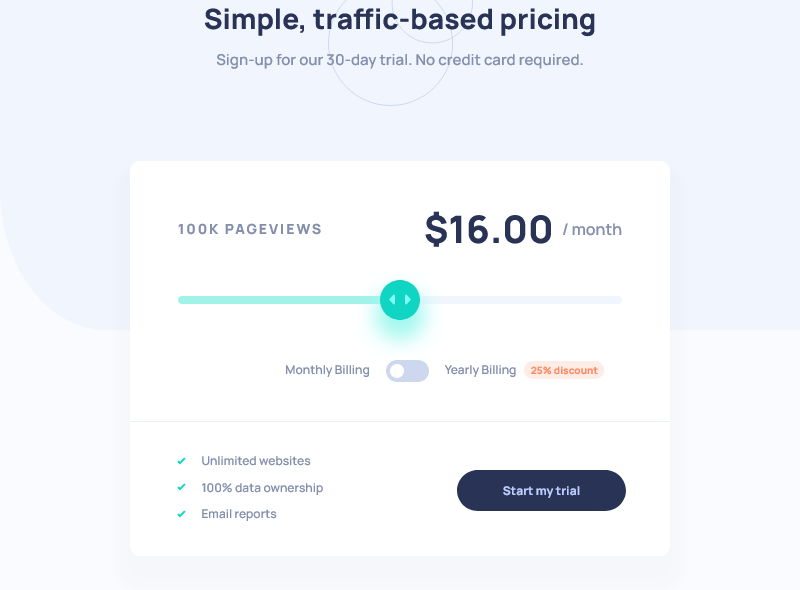 Simple, traffic-based pricing
Sign-up for our 30-day trial. No credit card required.
100K PAGEVIEWS
$16.00 / month
Monthly Billing
Yearly Billing 25% discount
Unlimited websites
100% data ownership
Email reports
Start my trial